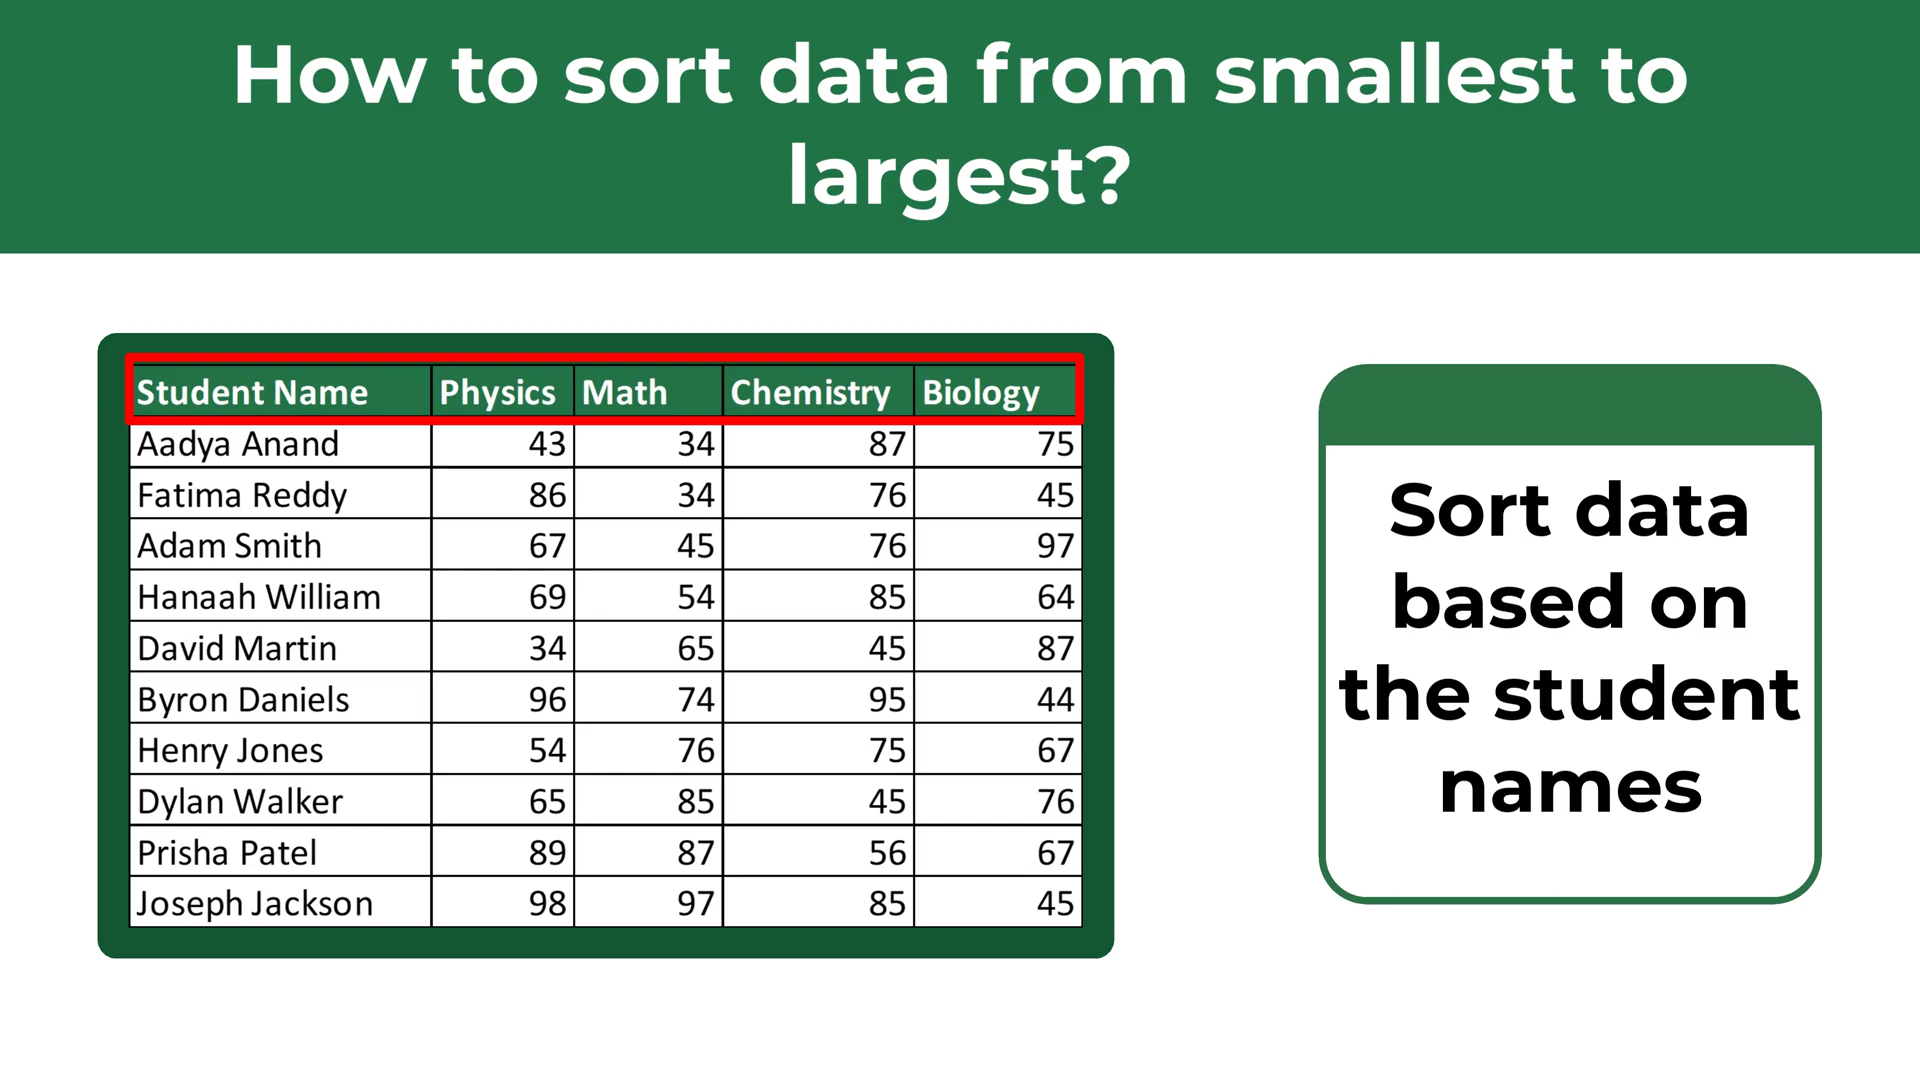 How to sort data from smallest to
largest?
Student Name Physics Math Chemistry Biology
Aadya Anand 43 34 87 75
Fatima Reddy 86 34 76 45
Adam Smith 67 45 76 97
Hanaah William 69 54 85 64
David Martin 34 65 45 87
Byron Daniels 96 74 95 44
Henry Jones 54 76 75 67
Dylan Walker 65 85 45 76
Prisha Patel 89 87 56 67
Joseph Jackson 98 97 85 45
Sort data
based on
the student
names